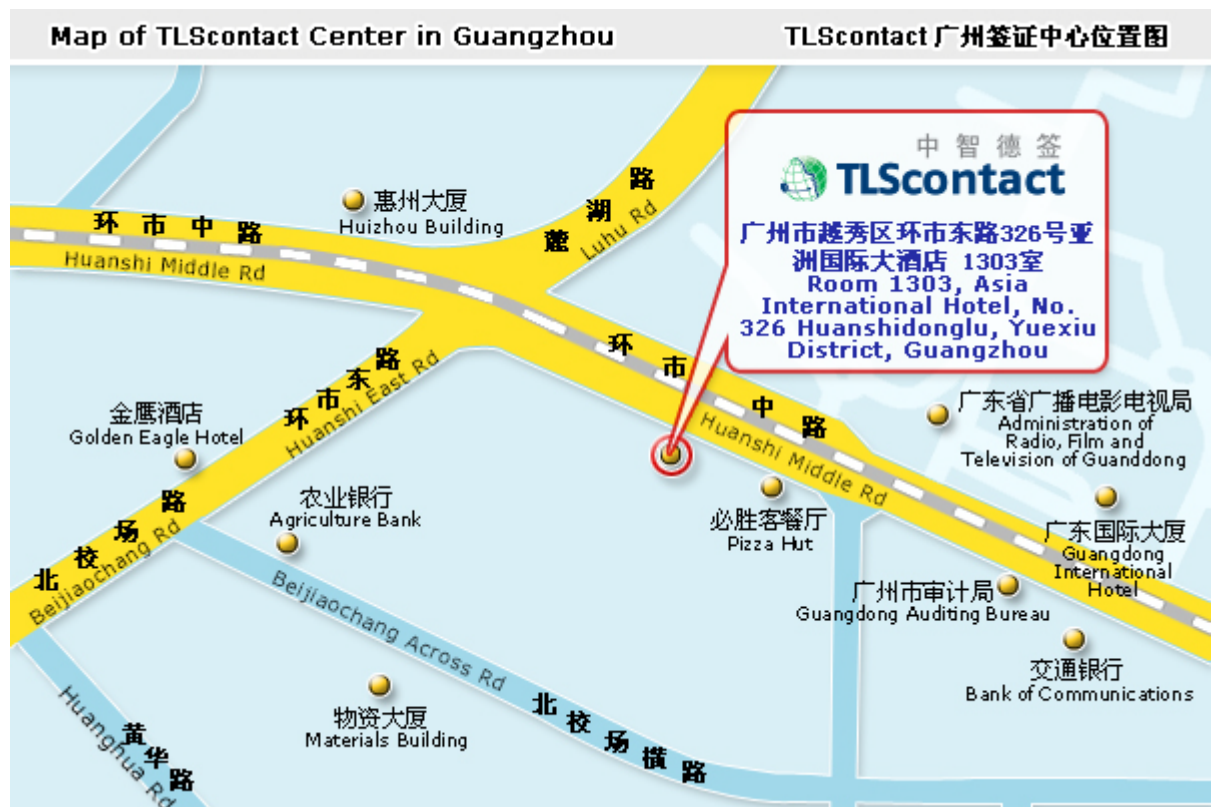 Map of TLScontact Center in Guangzhou
TLScontact 广州签证中心位置图
中智德签
TLScontact
广州市越秀区环市东路326号亚
洲国际大酒店 1303室
Room 1303, Asia
International Hotel, No.
326 Huanshidonglu, Yuexiu
District, Guangzhou
惠州大厦
Huizhou Building
麓湖路
Luhu Rd
环市中路
Huanshi Middle Rd
环市中路
Huanshi Middle Rd
环市东路
Huanshi East Rd
金鹰酒店
Golden Eagle Hotel
广东省广播电影电视局
Administration of
Radio, Film and
Television of Guanddong
农业银行
Agriculture Bank
必胜客餐厅
Pizza Hut
广东国际大厦
Guangdong
International
Hotel
北校场路
Beijiaochang Rd
广州市审计局
Guangdong Auditing Bureau
Beijiaochang Across Rd
北校场横路
交通银行
Bank of Communications
物资大厦
Materials Building
黄华路
Huanghua Rd